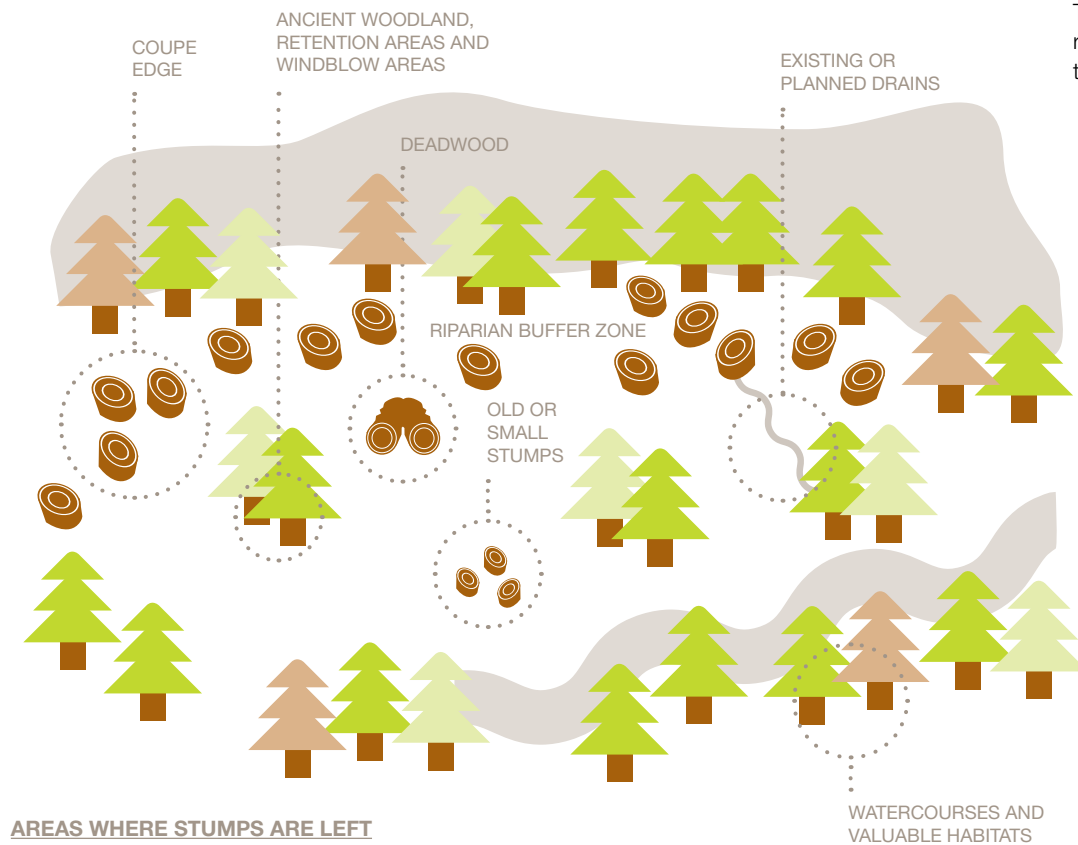 ANCIENT WOODLAND,
RETENTION AREAS AND
WINDBLOW AREAS
COUPE
EDGE
EXISTING OR
PLANNED DRAINS
DEADWOOD
RIPARIAN BUFFER ZONE
OLD OR
SMALL
STUMPS
WATERCOURSES AND
VALUABLE HABITATS
AREAS WHERE STUMPS ARE LEFT